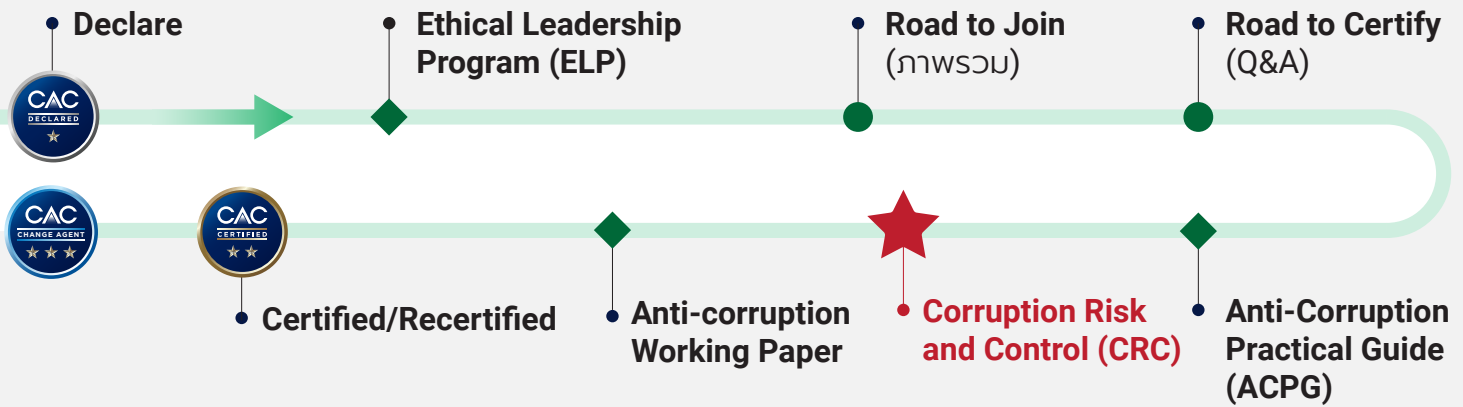 Declare
Ethical Leadership
Program (ELP)
Road to Join
(ภาพรวม)
Road to Certify
(Q&A)
CAC
DECLARED
CAC
CHANGE AGENT
CAC
CERTIFIED
Certified/Recertified
Anti-corruption
Working Paper
Corruption Risk
and Control (CRC)
Anti-Corruption
Practical Guide
(ACPG)